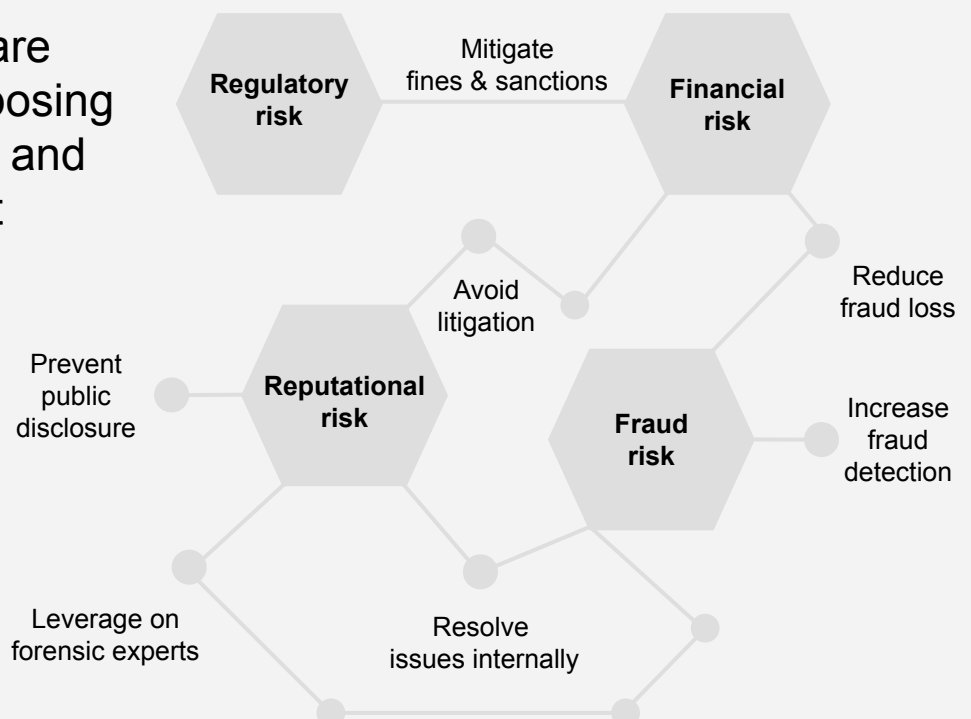 are
and
Regulatory
risk
Mitigate
fines & sanctions
Financial
risk
Avoid
litigation
Reduce
fraud loss
Prevent
public
disclosure
Reputational
risk
Fraud
risk
Increase
fraud
detection
Leverage on
forensic experts
Resolve
issues internally